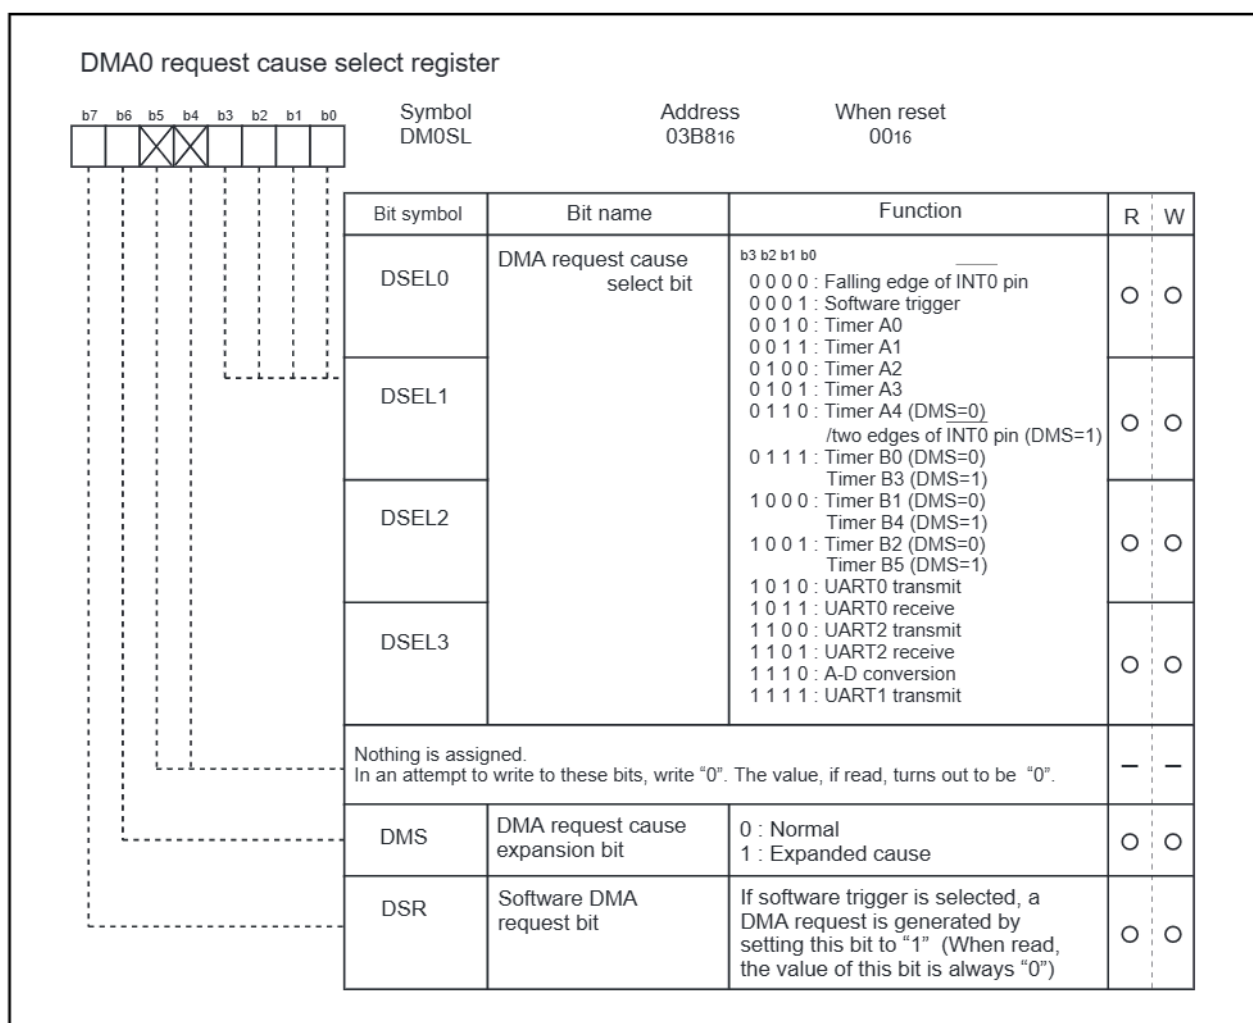 DMA0 request cause select register
b7 b6 b5 b4 b3 b2 b1 b0
Symbol Address When reset
DM0SL 03B816 0016
Bit symbol Bit name Function R W
DSEL0
DMA request cause
select bit
b3 b2 b1 b0
0 0 0 0 : Falling edge of INT0 pin
0 0 0 1 : Software trigger
0 0 1 0 : Timer A0
0 0 1 1 : Timer A1
0 1 0 0 : Timer A2
0 1 0 1 : Timer A3
0 1 1 0 : Timer A4 (DMS=0)
/two edges of INT0 pin (DMS=1)
0 1 1 1 : Timer B0 (DMS=0)
Timer B3 (DMS=1)
1 0 0 0 : Timer B1 (DMS=0)
Timer B4 (DMS=1)
1 0 0 1 : Timer B2 (DMS=0)
Timer B5 (DMS=1)
1 0 1 0 : UART0 transmit
1 0 1 1 : UART0 receive
1 1 0 0 : UART2 transmit
1 1 0 1 : UART2 receive
1 1 1 0 : A-D conversion
1 1 1 1 : UART1 transmit
DSEL1
DSEL2
DSEL3
Nothing is assigned.
In an attempt to write to these bits, write “0”. The value, if read, turns out to be “0”.
DMS
DMA request cause
expansion bit
0 : Normal
1 : Expanded cause
DSR
Software DMA
request bit
If software trigger is selected, a
DMA request is generated by
setting this bit to “1” (When read,
the value of this bit is always “0”)